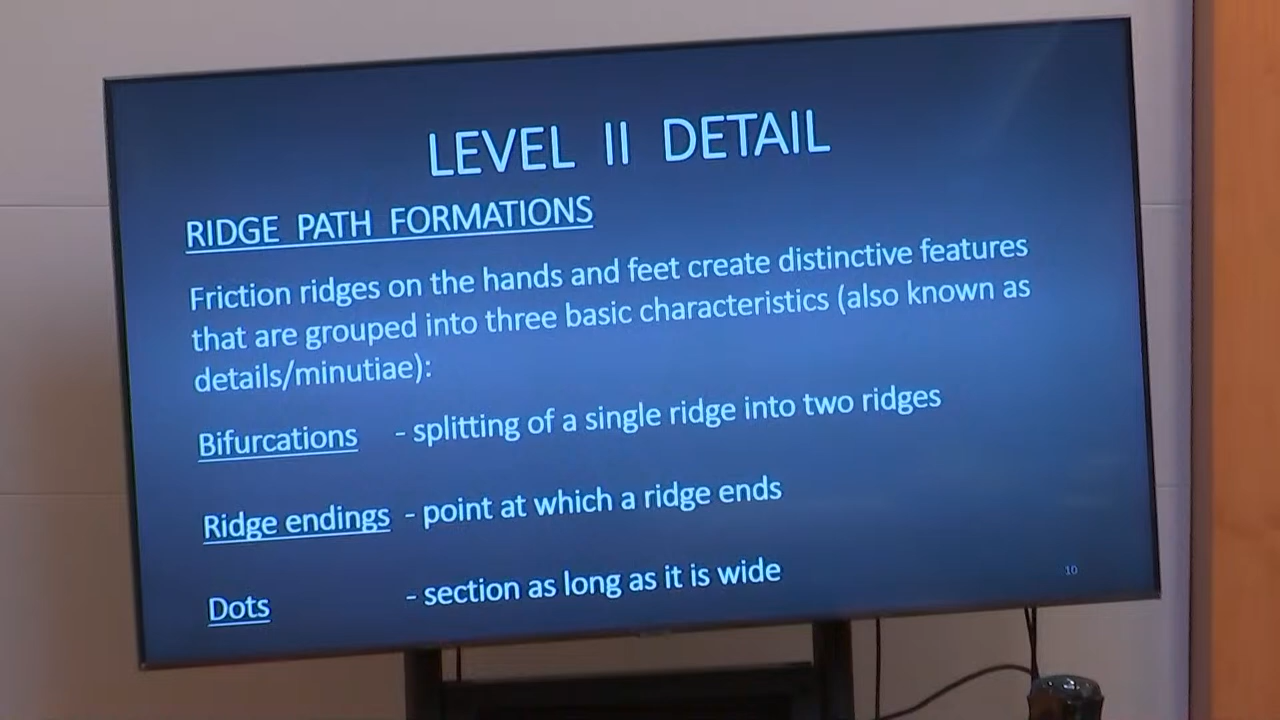 LEVEL II DETAIL
RIDGE PATH FORMATIONS
Friction ridges on the hands and feet create distinctive features
that are grouped into three basic characteristics (also known as
details/minutiae):
Bifurcations - splitting of a single ridge into two ridges
Ridge endings - point at which a ridge ends
Dots - section as long as it is wide
10